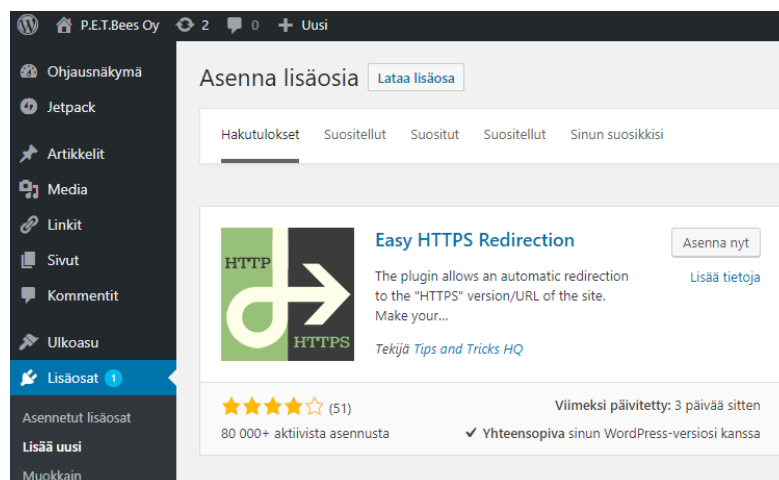 P.E.T.Bees Oy 2 0 Uusi
Ohjausnäkymä
Jetpack
Artikkelit
Media
Linkit
Sivut
Kommentit
Ulkoasu
Lisäosat 1
Asennetut lisäosat
Lisää uusi
Muokkain
Asenna lisäosia Lataa lisäosa
Hakutulokset Suositellut Suositut Suositellut Sinun suosikkisi
HTTP
HTTPS
Easy HTTPS Redirection
Asenna nyt
Lisää tietoja
The plugin allows an automatic redirection
to the "HTTPS" version/URL of the site.
Make your...
Tekijä Tips and Tricks HQ
(51)
80 000+ aktiivista asennusta
Viimeksi päivitetty: 3 päivää sitten
✓ Yhteensopiva sinun WordPress-versiosi kanssa